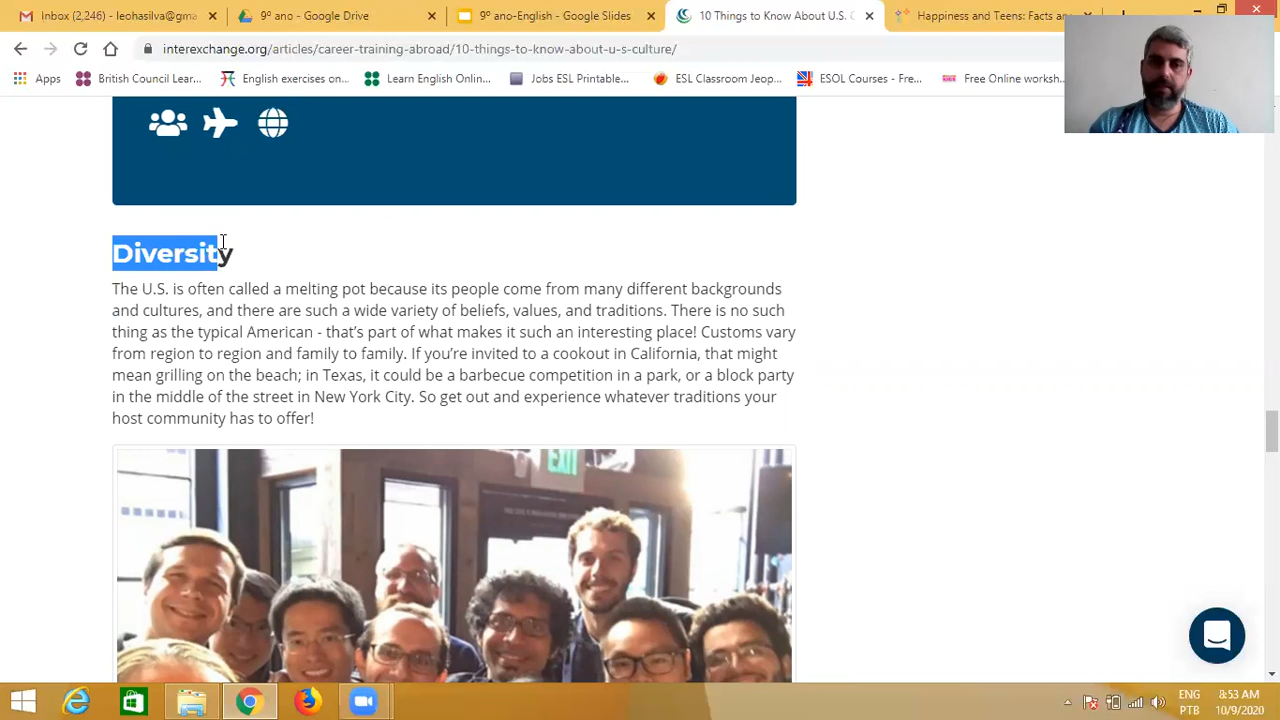 Inbox (2,246) - leohasilva@gma
9º ano - Google Drive
9º ano-English - Google Slides
10 Things to Know About U.S. C
Happiness and Teens: Facts an
interexchange.org/articles/career-training-abroad/10-things-to-know-about-u-s-culture/
Apps
British Council Lear...
English exercises on...
Learn English Onlin...
Jobs ESL Printable...
ESL Classroom Jeop...
ESOL Courses - Fre...
Free Online worksh...
Diversity
The U.S. is often called a melting pot because its people come from many different backgrounds
and cultures, and there are such a wide variety of beliefs, values, and traditions. There is no such
thing as the typical American - that's part of what makes it such an interesting place! Customs vary
from region to region and family to family. If you're invited to a cookout in California, that might
mean grilling on the beach; in Texas, it could be a barbecue competition in a park, or a block party
in the middle of the street in New York City. So get out and experience whatever traditions your
host community has to offer!
EXIT
ENG
PTB
8:53 AM
10/9/2020